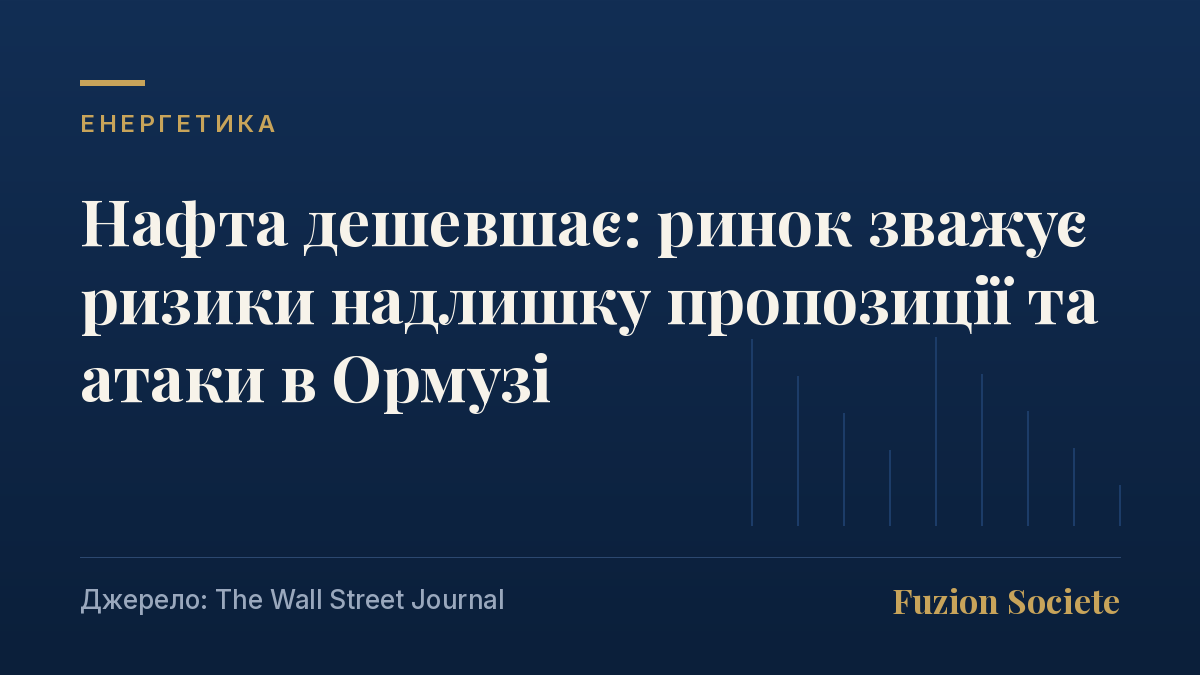 ЕНЕРГЕТИКА
Нафта дешевшає: ринок зважує
ризики надлишку пропозиції та
атаки в Ормузі
Джерело: The Wall Street Journal
Fuzion Societe